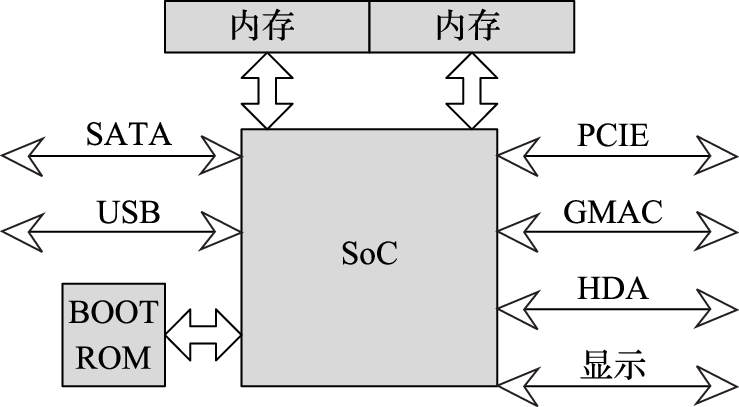 内存 内存
SATA
PCIE
USB
GMAC
SoC
HDA
BOOT
ROM
显示